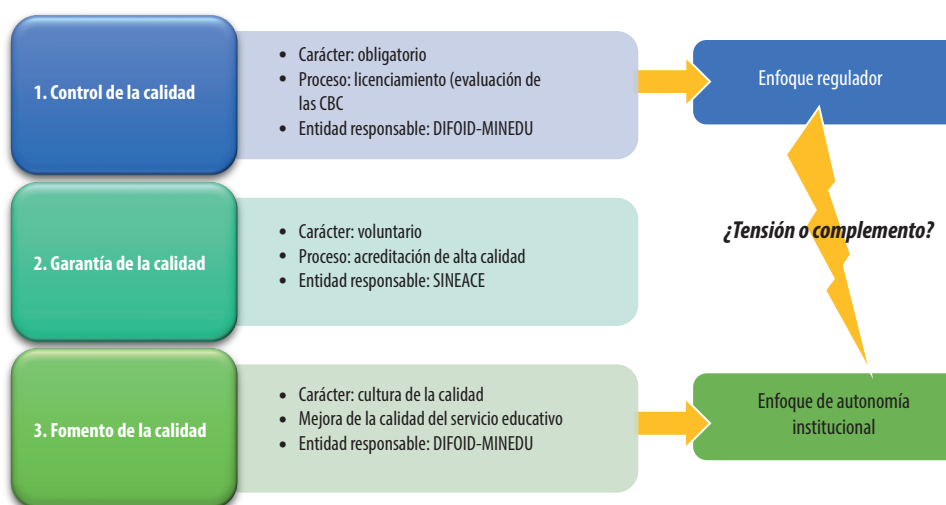 1. Control de la calidad
• Carácter: obligatorio
• Proceso: licenciamiento (evaluación de
las CBC
• Entidad responsable: DIFOID-MINEDU
Enfoque regulador
2. Garantía de la calidad
• Carácter: voluntario
• Proceso: acreditación de alta calidad
• Entidad responsable: SINEACE
¿Tensión o complemento?
3. Fomento de la calidad
• Carácter: cultura de la calidad
• Mejora de la calidad del servicio educativo
• Entidad responsable: DIFOID-MINEDU
Enfoque de autonomía
institucional